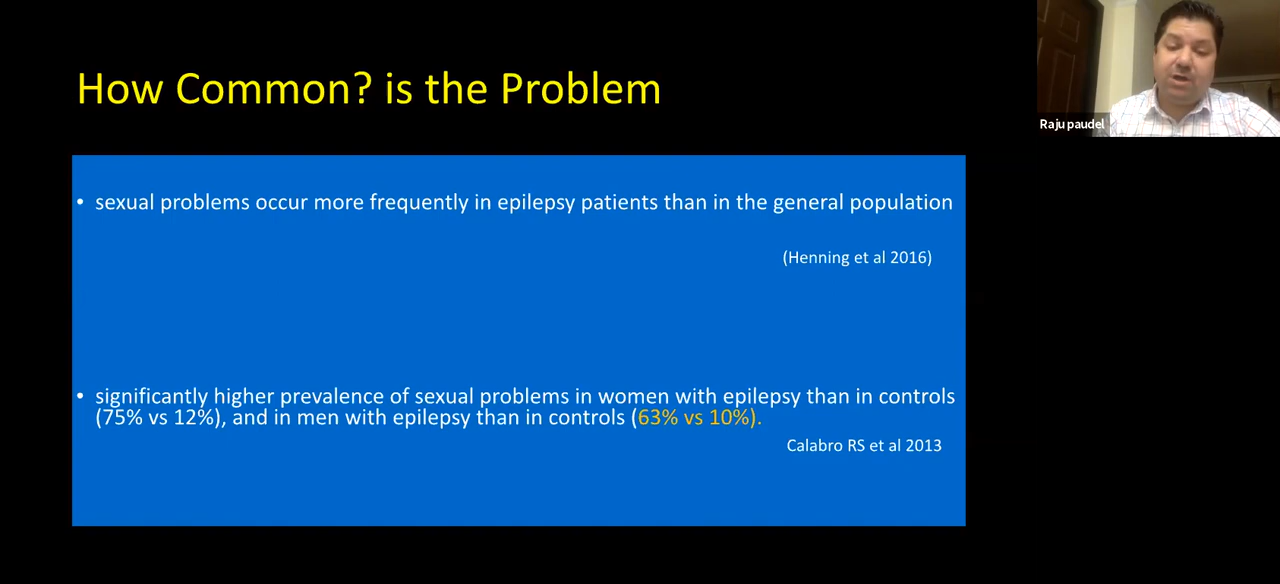 How Common? is the Problem
Raju paudel
• sexual problems occur more frequently in epilepsy patients than in the general population
(Henning et al 2016)
• significantly higher prevalence of sexual problems in women with epilepsy than in controls
(75% vs 12%), and in men with epilepsy than in controls (63% vs 10%).
Calabro RS et al 2013